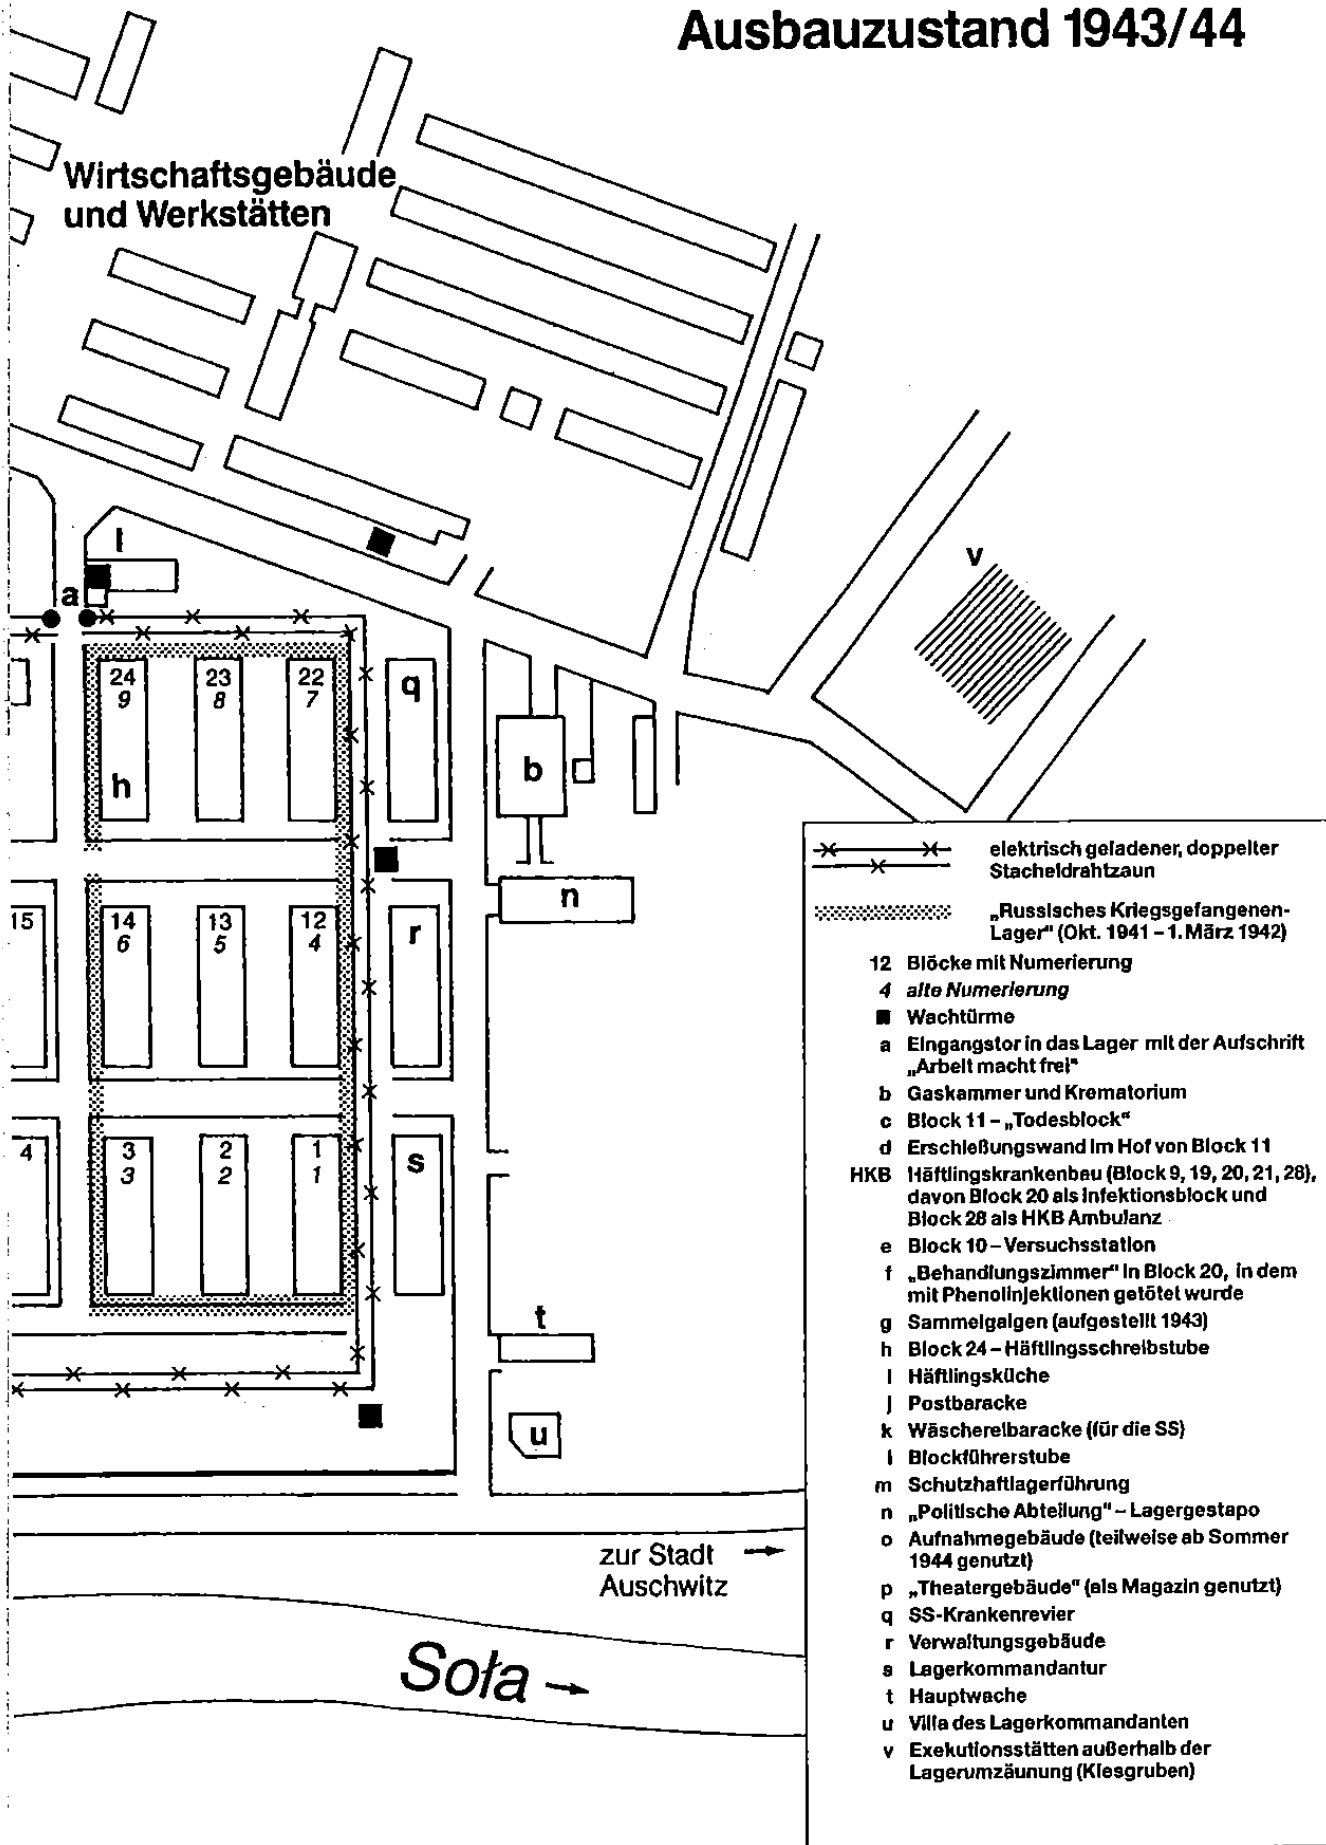 Ausbauzustand 1943/44
Wirtschaftsgebäude
und Werkstätten
l
a
v
24
9
23
8
22
7
q
h
b
n
15
14
6
13
5
12
4
r
4
3
3
2
2
1
1
s
t
u
zur Stadt →
Auschwitz
Soła →
elektrisch geladener, doppelter
Stacheldrahtzaun
„Russisches Kriegsgefangenen-
Lager" (Okt. 1941 – 1. März 1942)
12 Blöcke mit Numerierung
4 alte Numerierung
■ Wachtürme
a Eingangstor in das Lager mit der Aufschrift
„Arbeit macht frei"
b Gaskammer und Krematorium
c Block 11 – „Todesblock"
d Erschießungswand im Hof von Block 11
HKB Häftlingskrankenbau (Block 9, 19, 20, 21, 28),
davon Block 20 als Infektionsblock und
Block 28 als HKB Ambulanz
e Block 10 – Versuchsstation
f „Behandlungszimmer" in Block 20, in dem
mit Phenolinjektionen getötet wurde
g Sammelgalgen (aufgestellt 1943)
h Block 24 – Häftlingsschreibstube
i Häftlingsküche
j Postbaracke
k Wäschereibaracke (für die SS)
l Blockführerstube
m Schutzhaftlagerführung
n „Politische Abteilung" – Lagergestapo
o Aufnahmegebäude (teilweise ab Sommer
1944 genutzt)
p „Theatergebäude" (als Magazin genutzt)
q SS-Krankenrevier
r Verwaltungsgebäude
s Lagerkommandantur
t Hauptwache
u Villa des Lagerkommandanten
v Exekutionsstätten außerhalb der
Lagerumzäunung (Kiesgruben)